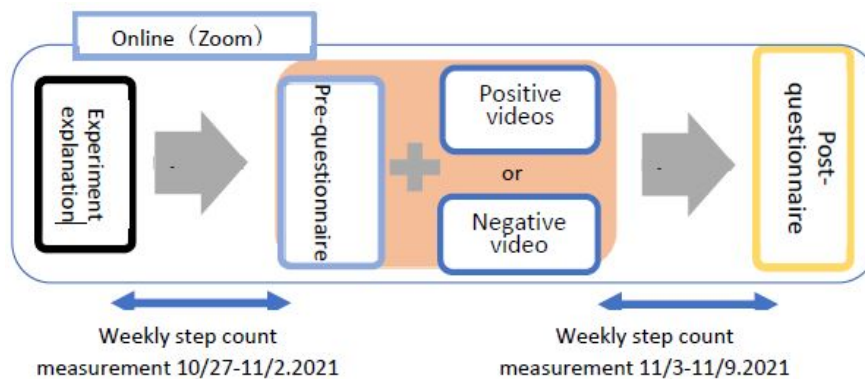 Online（Zoom）
Experiment
explanation
Pre-questionnaire
Positive
videos
or
Negative
video
Post-
questionnaire
Weekly step count
measurement 10/27-11/2.2021
Weekly step count
measurement 11/3-11/9.2021